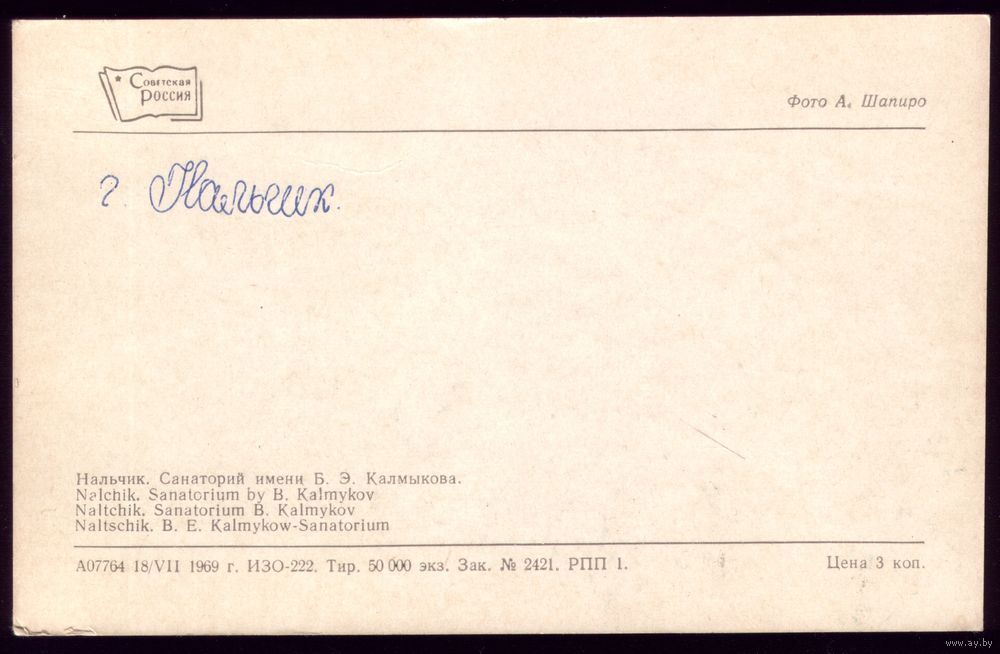 Советская
Россия
Фото А. Шапиро
г. Нальчик.
Нальчик. Санаторий имени Б. Э. Калмыкова.
Nalchik. Sanatorium by B. Kalmykov
Naltchik. Sanatorium B. Kalmykov
Naltschik. B. E. Kalmykow-Sanatorium
А07764 18/VII 1969 г. ИЗО-222. Тир. 50 000 экз. Зак. № 2421. РПП 1. Цена 3 коп.
www.ay.by